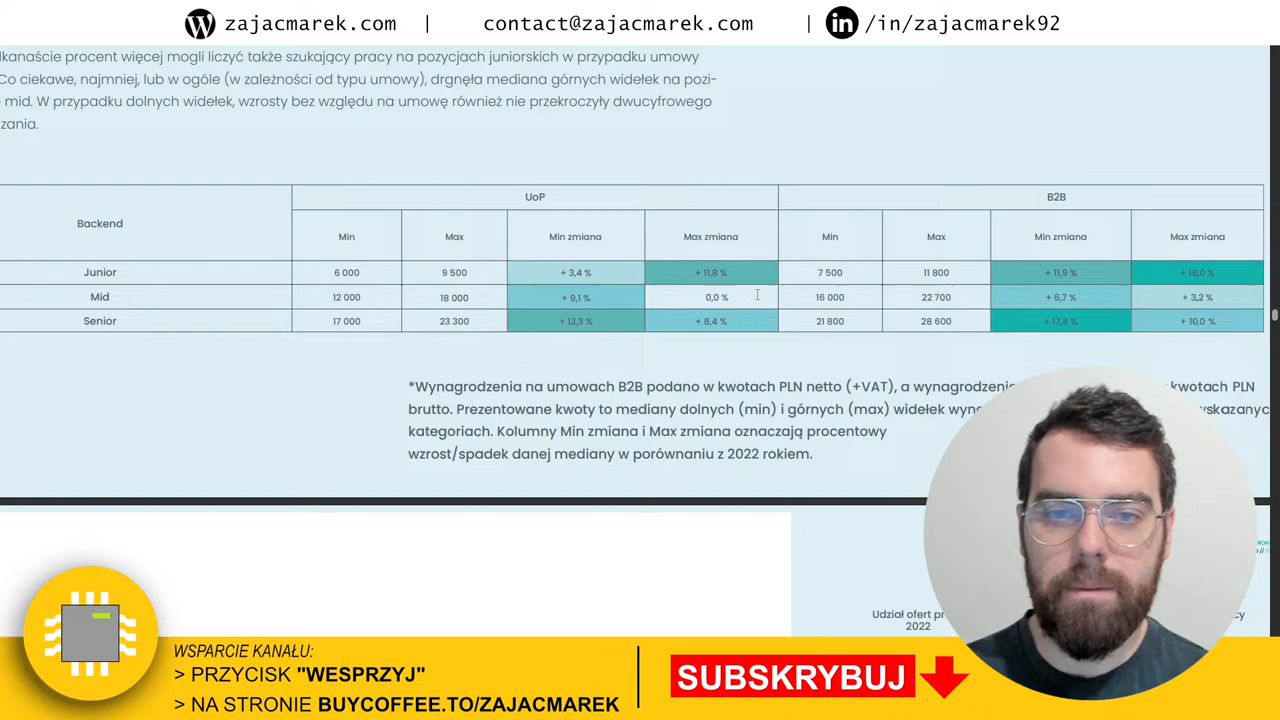 zajacmarek.com | contact@zajacmarek.com | in /in/zajacmarek92
lkanaście procent więcej mogli liczyć także szukający pracy na pozycjach juniorskich w przypadku umowy
Co ciekawe, najmniej, lub w ogóle (w zależności od typu umowy), drgnęła mediana górnych widełek na pozi-
mid. W przypadku dolnych widełek, wzrosty bez względu na umowę również nie przekroczyły dwucyfrowego
zania.
Backend UoP B2B
Min Max Min zmiana Max zmiana Min Max Min zmiana Max zmiana
Junior 6 000 9 500 + 3,4 % + 11,8 % 7 500 11 800 + 11,9 % + 18,0 %
Mid 12 000 18 000 + 9,1 % 0,0 % 16 000 22 700 + 6,7 % + 3,2 %
Senior 17 000 23 300 + 13,3 % + 8,4 % 21 800 28 600 + 17,8 % + 10,0 %
*Wynagrodzenia na umowach B2B podano w kwotach PLN netto (+VAT), a wynagrodzenia kwotach PLN
brutto. Prezentowane kwoty to mediany dolnych (min) i górnych (max) widełek wskazanyc
kategoriach. Kolumny Min zmiana i Max zmiana oznaczają procentowy
wzrost/spadek danej mediany w porównaniu z 2022 rokiem.
Udział ofert
2022
WSPARCIE KANAŁU:
> PRZYCISK "WESPRZYJ"
> NA STRONIE BUYCOFFEE.TO/ZAJACMAREK
SUBSKRYBUJ